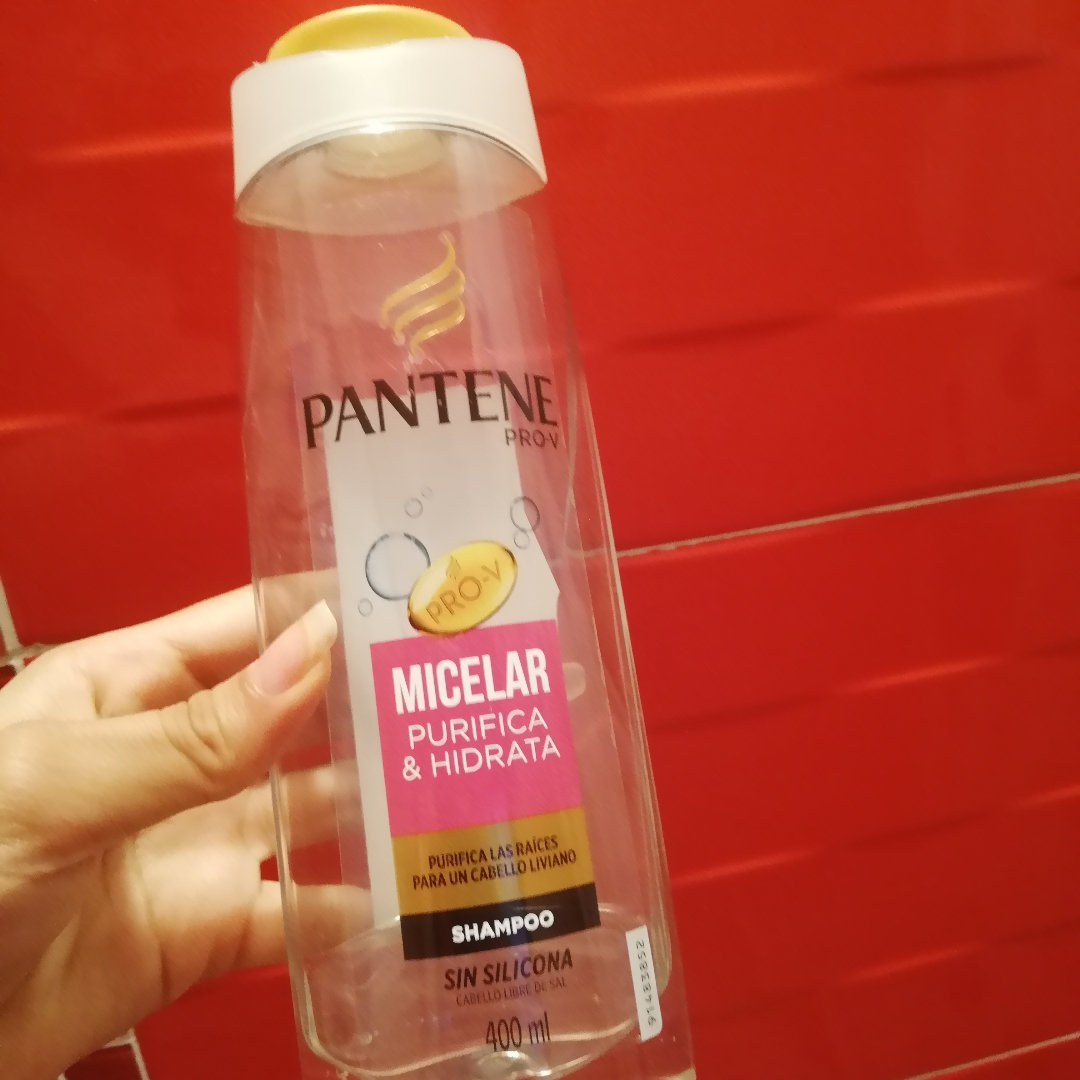 PANTENE
PRO-V
PRO-V
MICELAR
PURIFICA
& HIDRATA
PURIFICA LAS RAÍCES
PARA UN CABELLO LIVIANO
SHAMPOO
SIN SILICONA
CABELLO LIBRE DE SAL
400 ml
91483852